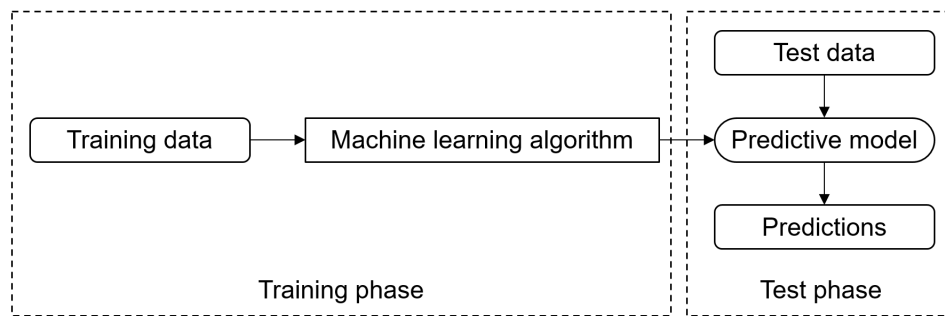 Test data
Training data
Machine learning algorithm
Predictive model
Predictions
Training phase
Test phase